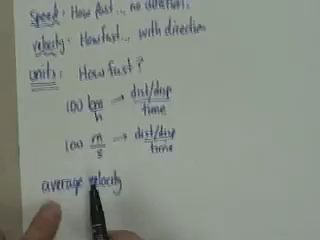 Speed: How fast... no direction.
velocity: How fast... with direction
units: How fast?
100 km/h → dist/disp/time
100 m/s → dist/disp/time
average velocity